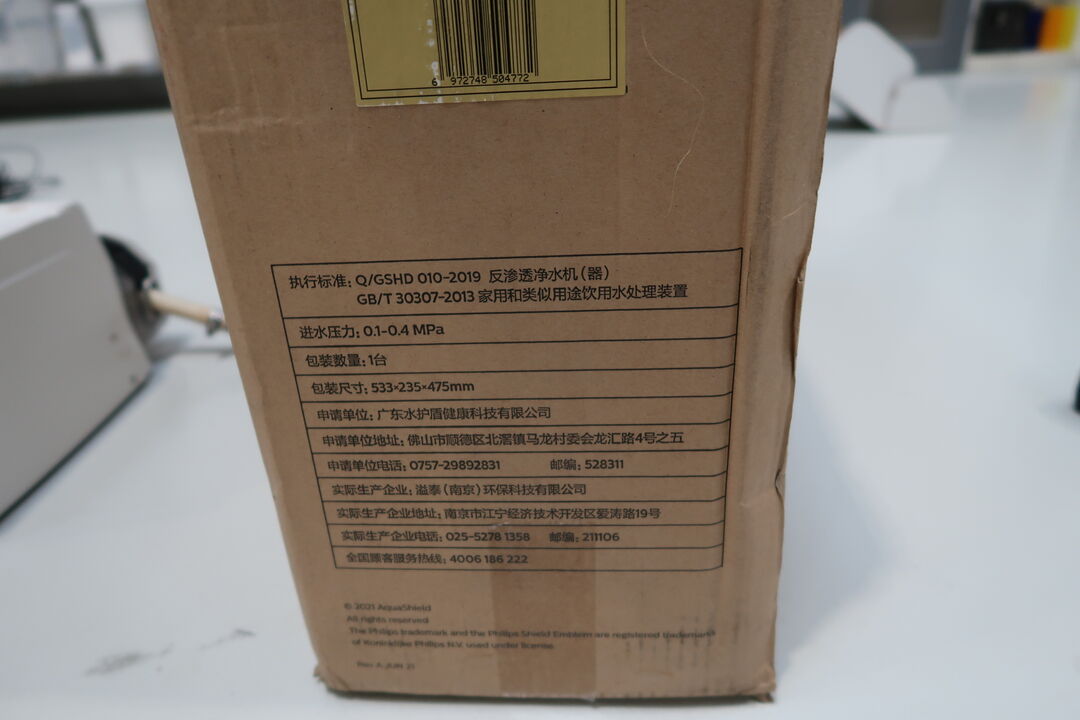 6 972748 504772
执行标准: Q/GSHD 010-2019 反渗透净水机(器)
GB/T 30307-2013 家用和类似用途饮用水处理装置
进水压力: 0.1-0.4 MPa
包装数量: 1台
包装尺寸: 533×235×475mm
申请单位: 广东水护盾健康科技有限公司
申请单位地址: 佛山市顺德区北滘镇马龙村委会龙汇路4号之五
申请单位电话: 0757-29892831 邮编: 528311
实际生产企业: 溢泰(南京)环保科技有限公司
实际生产企业地址: 南京市江宁经济技术开发区爱涛路19号
实际生产企业电话: 025-5278 1358 邮编: 211106
全国顾客服务热线: 4006 186 222
© 2021 AquaShield
All rights reserved
The Philips trademark and the Philips Shield Emblem are registered trademarks
of Koninklijke Philips N.V. used under license.
Rev A JUN 21